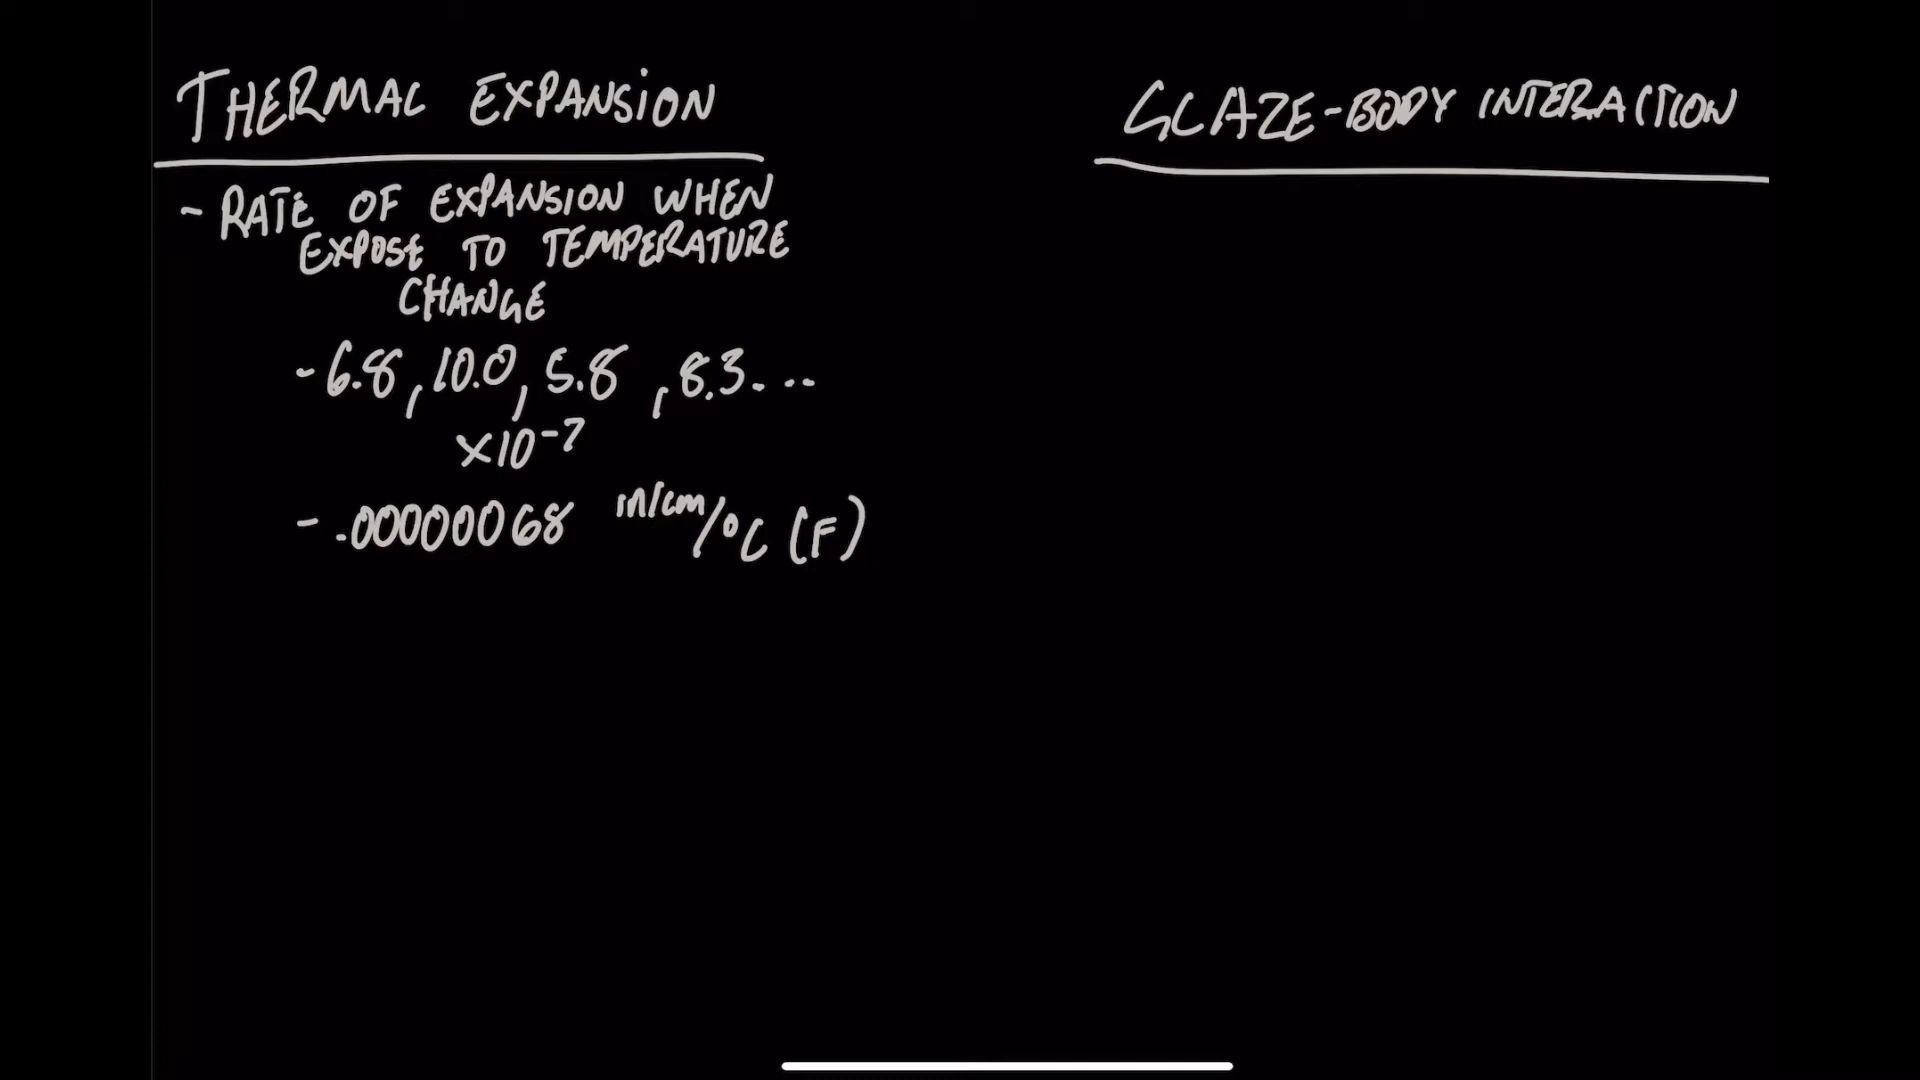 THERMAL EXPANSION
- RATE OF EXPANSION WHEN
EXPOSE TO TEMPERATURE
CHANGE
- 6.8, 10.0, 5.8, 8.3...
x10-7
- .00000068 in/cm/°C (F)
GLAZE-BODY INTERACTION